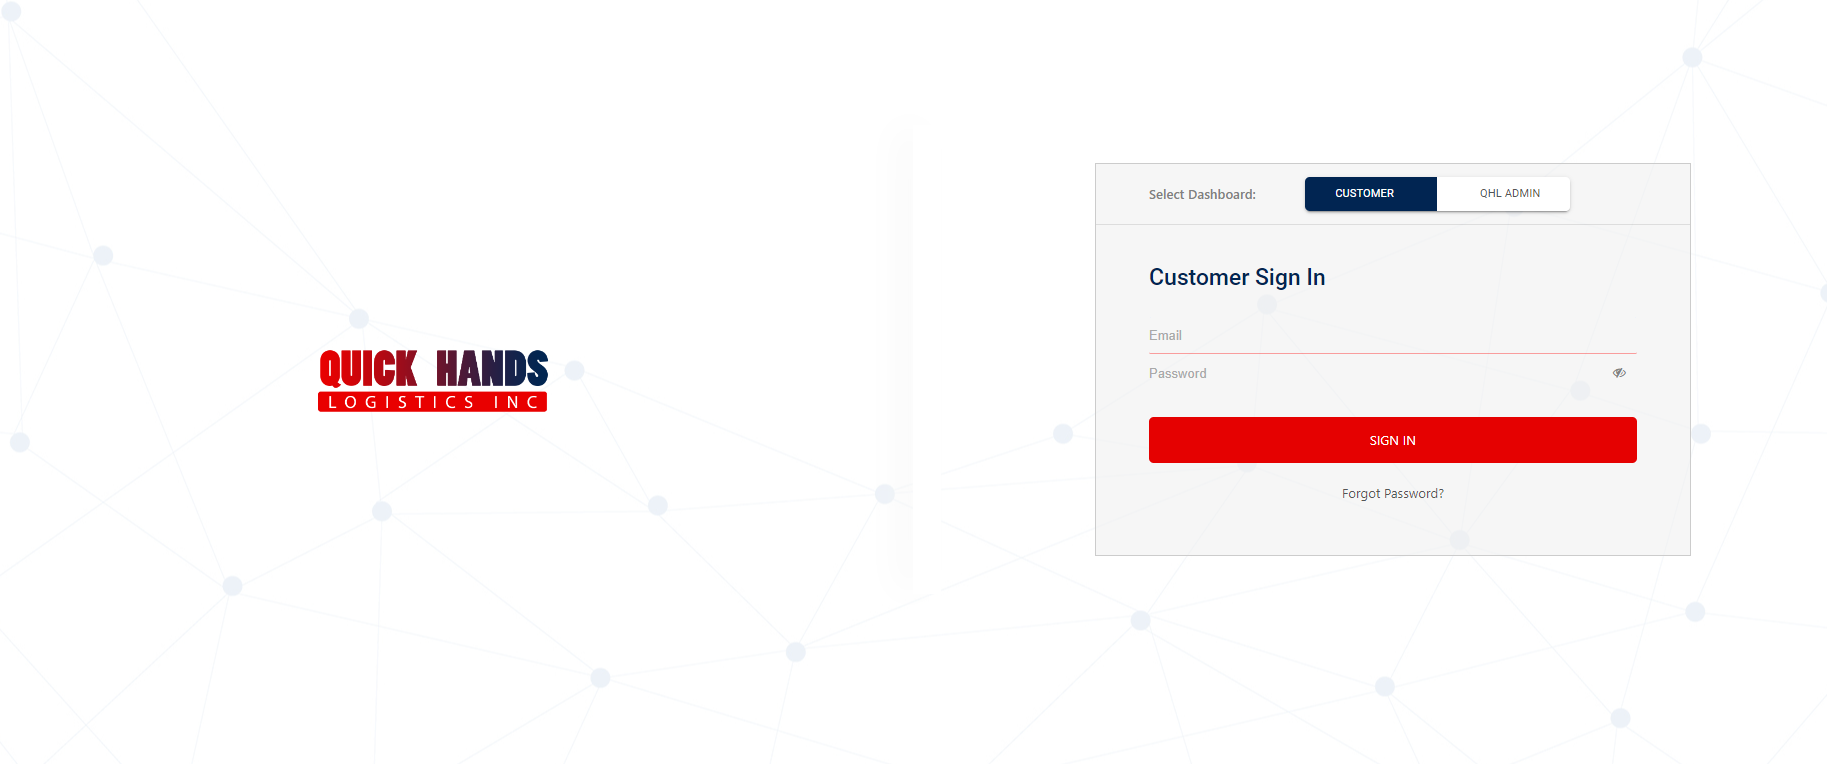 QUICK HANDS
LOGISTICS INC
Select Dashboard:
CUSTOMER
QHL ADMIN
Customer Sign In
Email
Password
SIGN IN
Forgot Password?